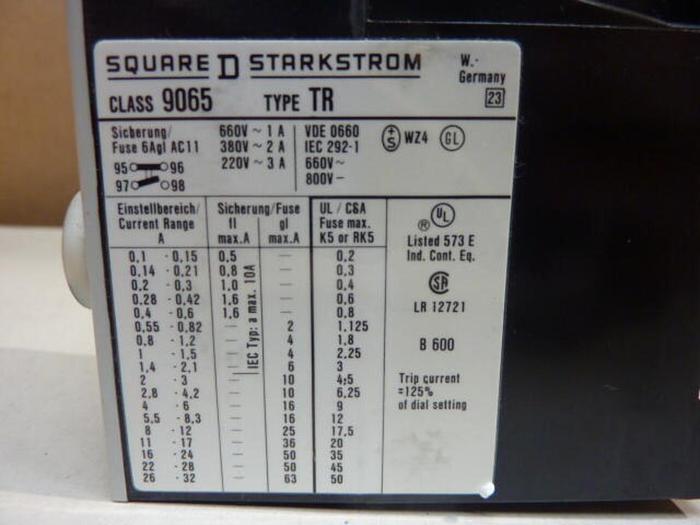 SQUARE D STARKSTROM W.-Germany
CLASS 9065 TYPE TR 23
Sicherung/ 660V ~ 1 A VDE 0660 +S WZ4 GL
Fuse 6Agl AC11 380V ~ 2 A IEC 292-1
95 96 220V ~ 3 A 660V~
97 98 800V–
Einstellbereich/ Sicherung/Fuse UL / CSA UL ®
Current Range fl gl Fuse max. Listed 573 E
A max.A max.A K5 or RK5 Ind. Cont. Eq.
0,1 - 0,15 0,5 — 0,2
0,14 - 0,21 0,8 — 0,3
0,2 - 0,3 1,0 — 0,4 SA
0,28 - 0,42 1,6 — 0,6
0,4 - 0,6 1,6 — 0,8 LR 12721
IEC Typ: a max. 10A
0,55 - 0,82 — 2 1,125
0,8 - 1,2 — 4 1,8 B 600
1 - 1,5 — 4 2,25
1,4 - 2,1 — 6 3
2 - 3 — 10 4,5 Trip current
2,8 - 4,2 — 10 6,25 =125%
4 - 6 — 16 9 of dial setting
5,5 - 8,3 — 16 12
8 - 12 — 25 17,5
11 - 17 — 36 20
16 - 24 — 50 35
22 - 28 — 50 45
26 - 32 — 63 50